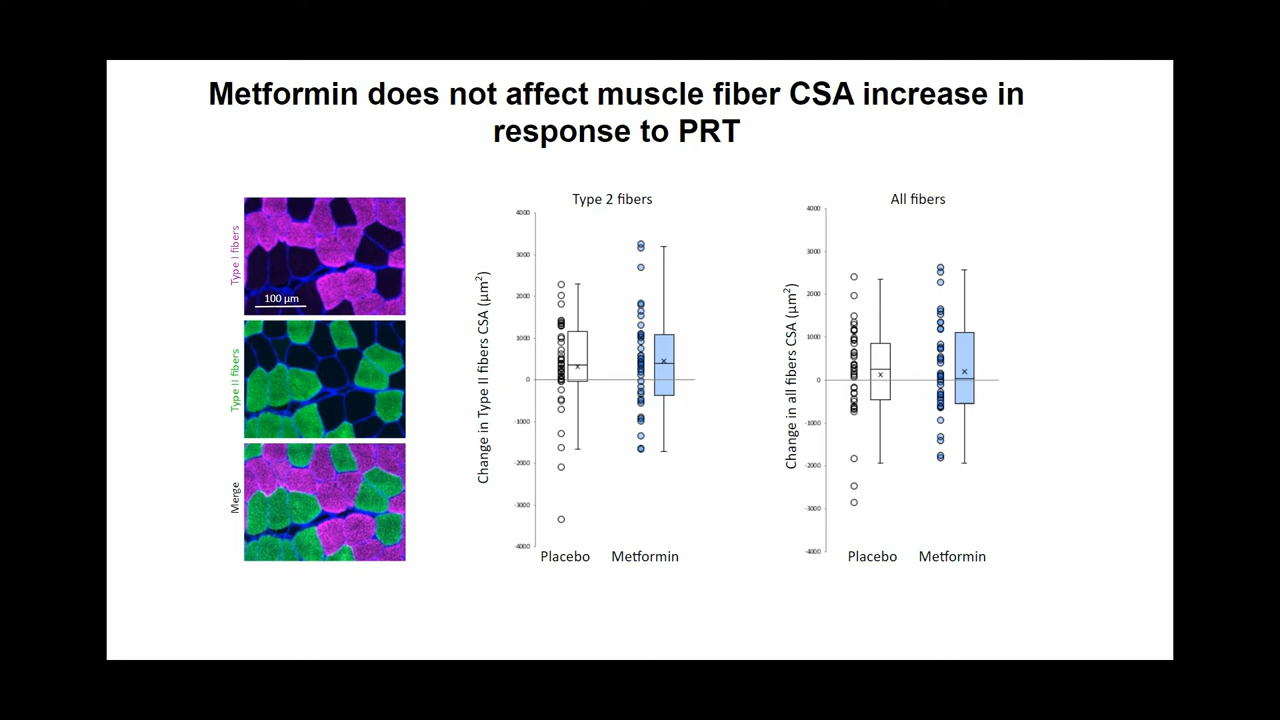 Metformin does not affect muscle fiber CSA increase in
response to PRT
Type I fibers
100 µm
Type II fibers
Merge
Type 2 fibers
Change in Type II fibers CSA (µm²)
4000
3000
2000
1000
0
-1000
-2000
-3000
-4000
Placebo Metformin
All fibers
Change in all fibers CSA (µm²)
4000
3000
2000
1000
0
-1000
-2000
-3000
-4000
Placebo Metformin